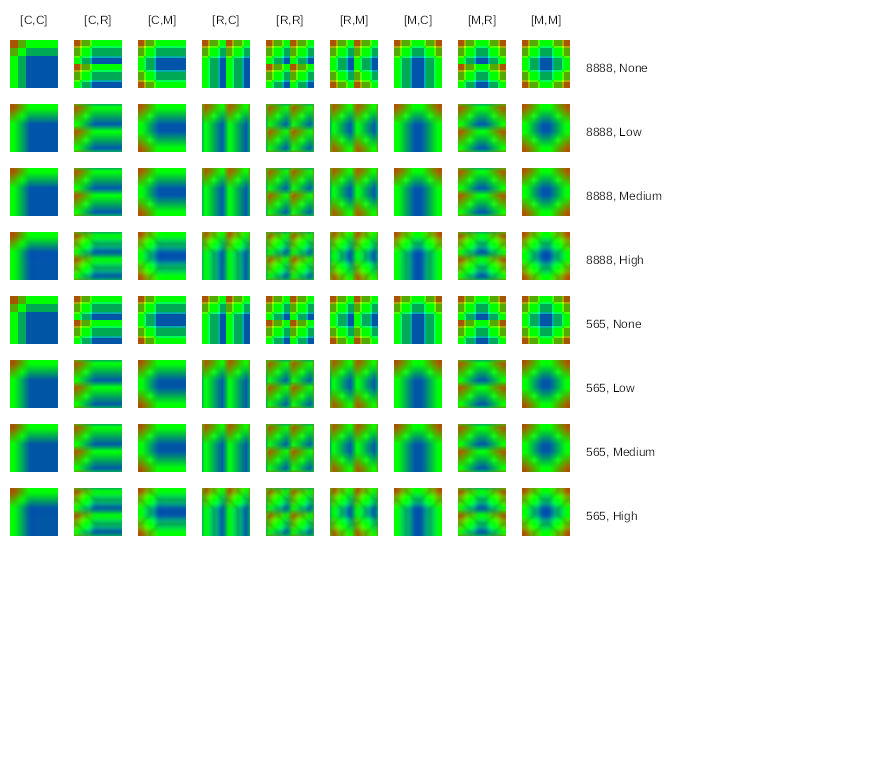 [C,C] [C,R] [C,M] [R,C] [R,R] [R,M] [M,C] [M,R] [M,M]
8888, None
8888, Low
8888, Medium
8888, High
565, None
565, Low
565, Medium
565, High